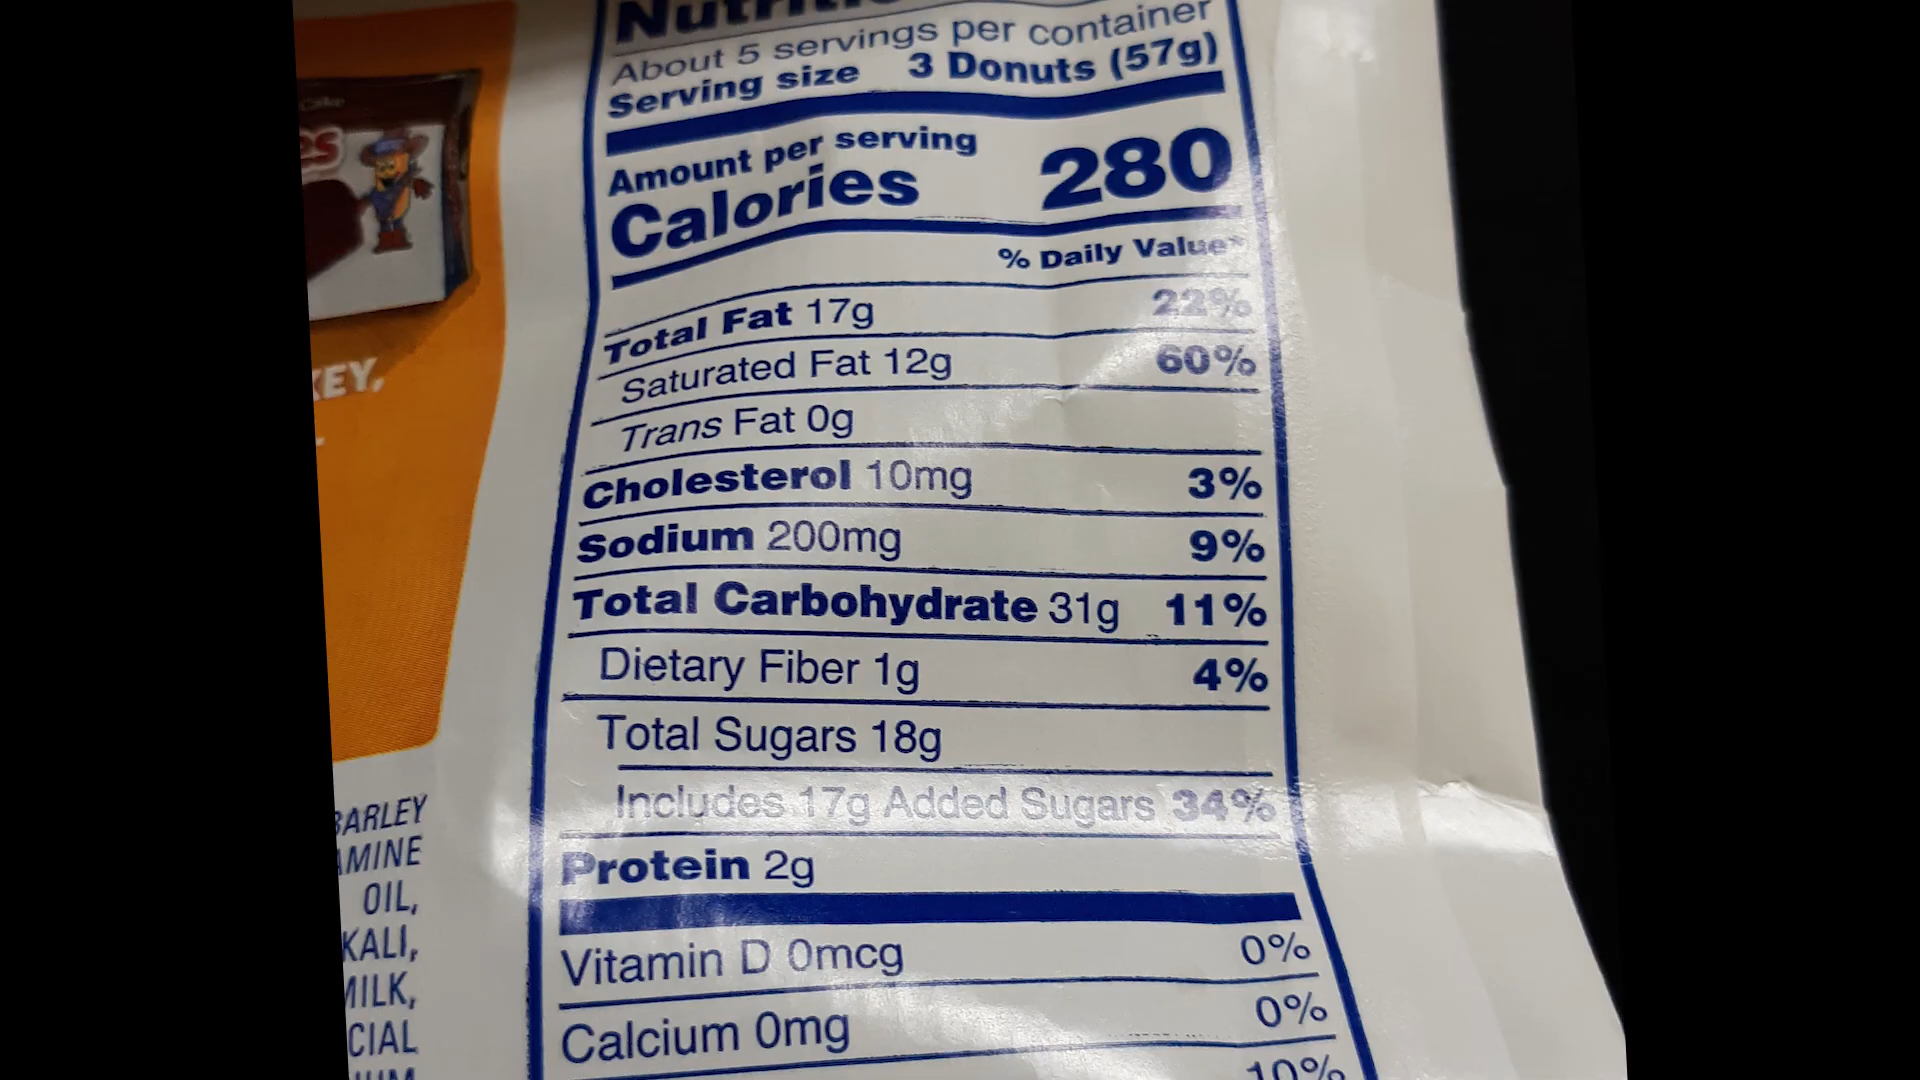 About 5 servings per container
Serving size 3 Donuts (57g)
Amount per serving
Calories 280
% Daily Value*
Total Fat 17g 22%
Saturated Fat 12g 60%
Trans Fat 0g
Cholesterol 10mg 3%
Sodium 200mg 9%
Total Carbohydrate 31g 11%
Dietary Fiber 1g 4%
Total Sugars 18g
Includes 17g Added Sugars 34%
Protein 2g
Vitamin D 0mcg 0%
Calcium 0mg 0%
10%
Cake
KEY,
BARLEY
AMINE
OIL,
KALI,
MILK,
CIAL